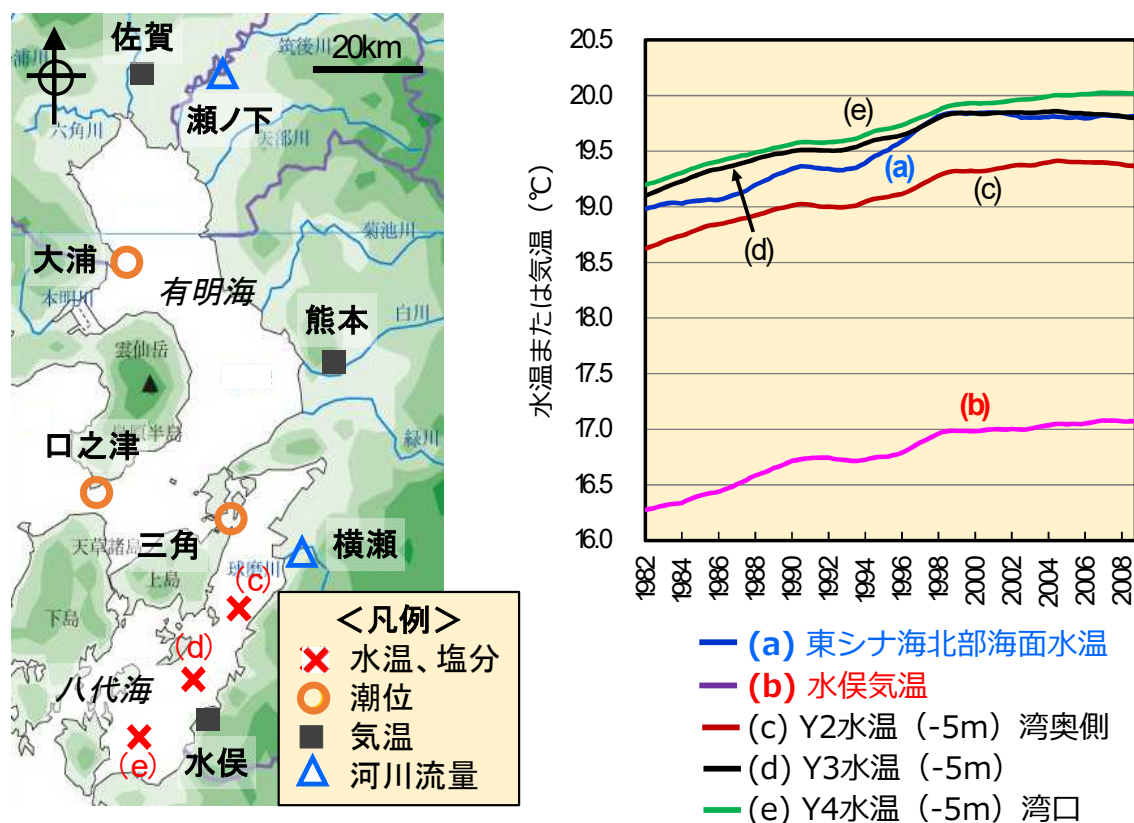 佐賀
20km
筑後川
瀬ノ下
六角川
矢部川
菊池川
大浦
有明海
本明川
熊本
白川
雲仙岳
島原半島
口之津
緑川
三角
横瀬
天草諸島
上島
球磨川
(c)
下島
(d)
八代海
(e)
水俣
＜凡例＞
水温、塩分
潮位
気温
河川流量
水温または気温（℃）
20.5
20.0
19.5
19.0
18.5
18.0
17.5
17.0
16.5
16.0
(e)
(a)
(c)
(d)
(b)
1982
1984
1986
1988
1990
1992
1994
1996
1998
2000
2002
2004
2006
2008
(a) 東シナ海北部海面水温
(b) 水俣気温
(c) Y2水温（-5m）湾奥側
(d) Y3水温（-5m）
(e) Y4水温（-5m）湾口